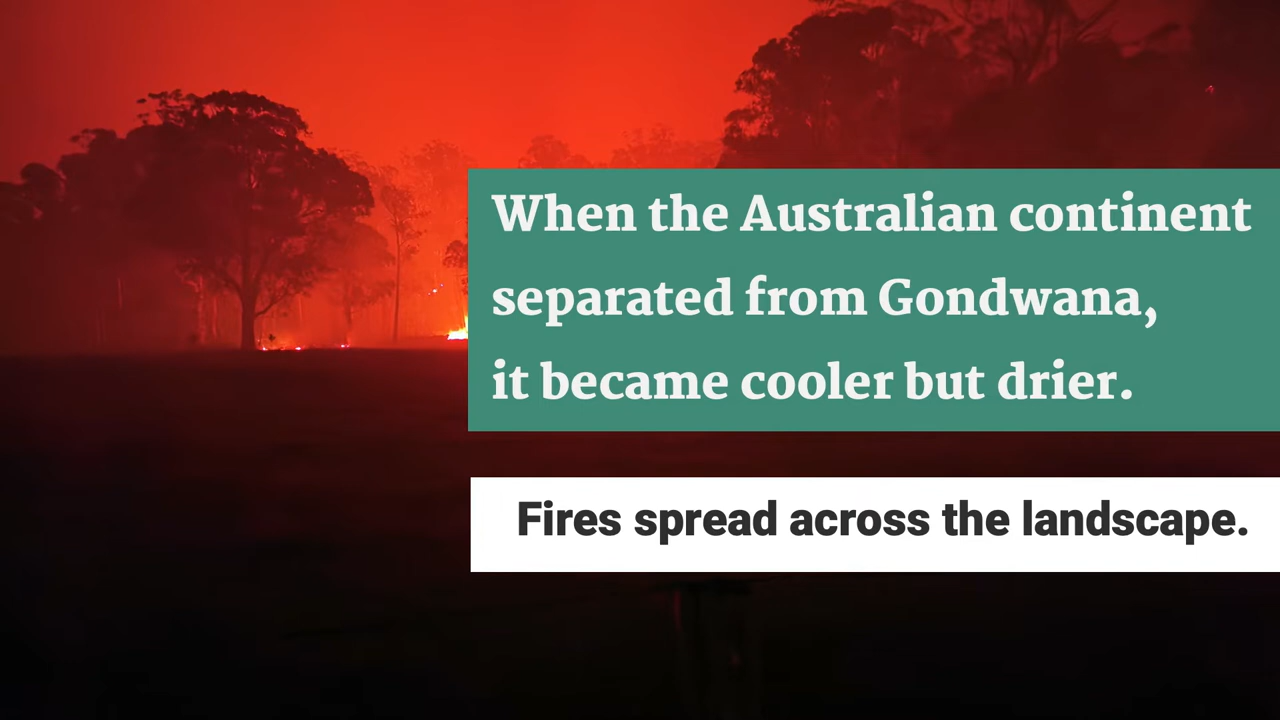 When the Australian continent
separated from Gondwana,
it became cooler but drier.
Fires spread across the landscape.